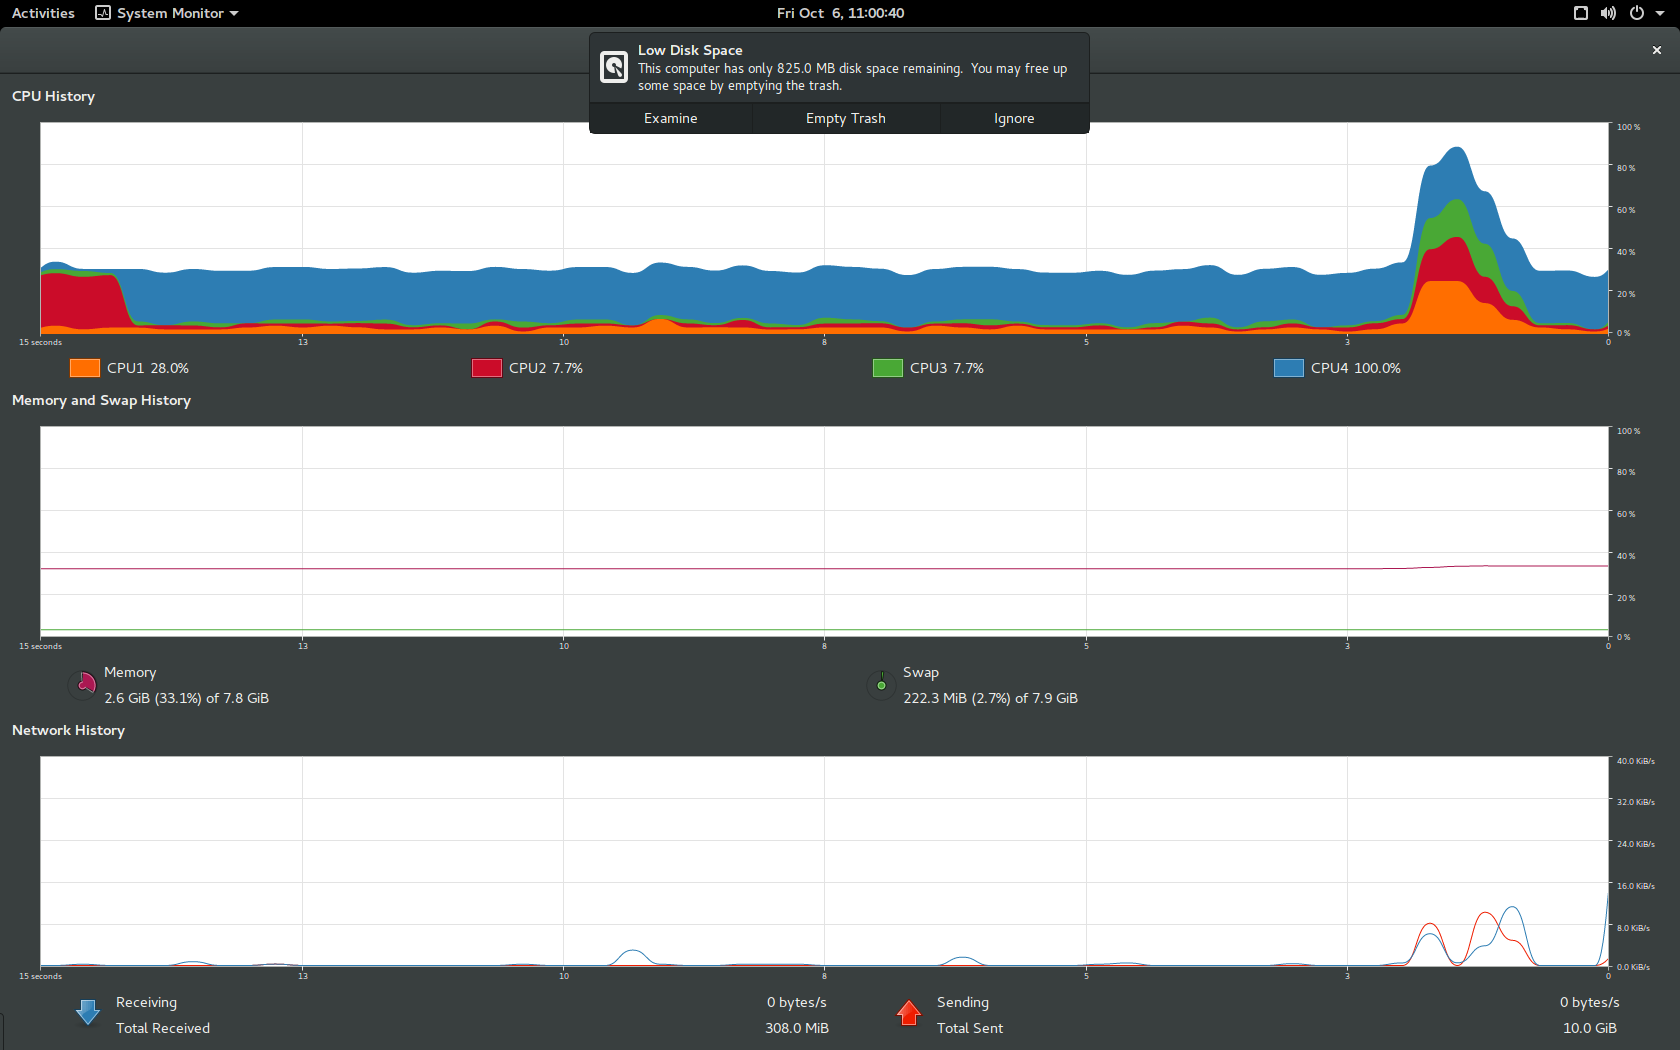 Activities System Monitor Fri Oct 6, 11:00:40
Low Disk Space
This computer has only 825.0 MB disk space remaining. You may free up
some space by emptying the trash.
Examine Empty Trash Ignore
CPU History
100 %
80 %
60 %
40 %
20 %
0 %
15 seconds 13 10 8 5 3 0
CPU1 28.0% CPU2 7.7% CPU3 7.7% CPU4 100.0%
Memory and Swap History
100 %
80 %
60 %
40 %
20 %
0 %
15 seconds 13 10 8 5 3 0
Memory Swap
2.6 GiB (33.1%) of 7.8 GiB 222.3 MiB (2.7%) of 7.9 GiB
Network History
40.0 KiB/s
32.0 KiB/s
24.0 KiB/s
16.0 KiB/s
8.0 KiB/s
0.0 KiB/s
15 seconds 13 10 8 5 3 0
Receiving 0 bytes/s Sending 0 bytes/s
Total Received 308.0 MiB Total Sent 10.0 GiB